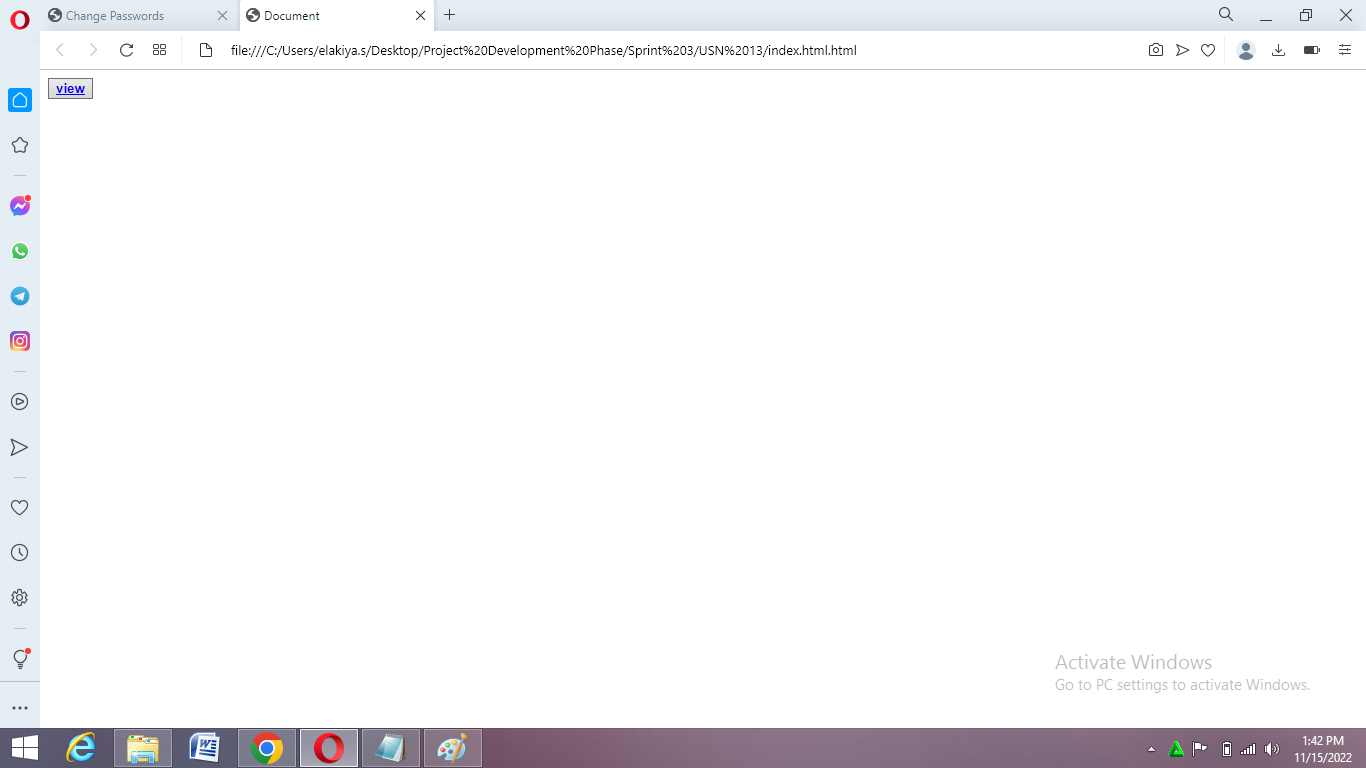 Change Passwords
Document
file:///C:/Users/elakiya.s/Desktop/Project%20Development%20Phase/Sprint%203/USN%2013/index.html.html
view
Activate Windows
Go to PC settings to activate Windows.
1:42 PM
11/15/2022